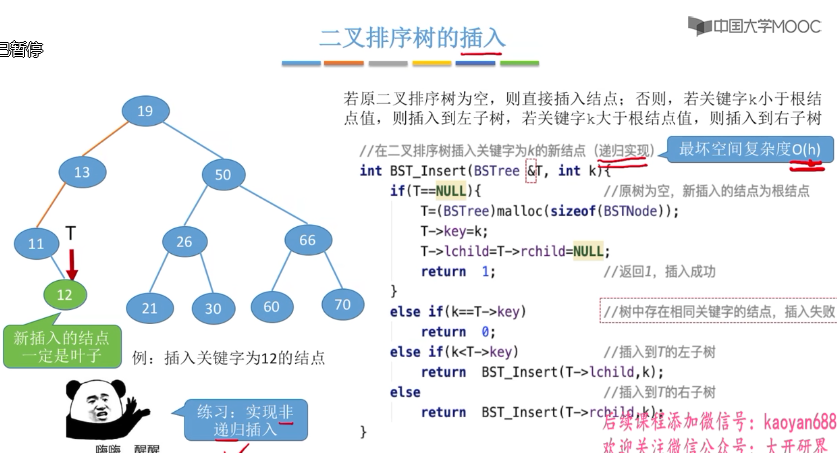 中国大学MOOC
二叉排序树的插入
已暂停
若原二叉排序树为空，则直接插入结点；否则，若关键字k小于根结
点值，则插入到左子树，若关键字k大于根结点值，则插入到右子树
//在二叉排序树插入关键字为k的新结点（递归实现）
最坏空间复杂度O(h)
int BST_Insert(BSTree &T, int k){
if(T==NULL){ //原树为空，新插入的结点为根结点
T=(BSTree)malloc(sizeof(BSTNode));
T->key=k;
T->lchild=T->rchild=NULL;
return 1; //返回1，插入成功
}
else if(k==T->key) //树中存在相同关键字的结点，插入失败
return 0;
else if(k<T->key) //插入到T的左子树
return BST_Insert(T->lchild,k);
else //插入到T的右子树
return BST_Insert(T->rchild,k);
}
19
13
50
11
T
26
66
12
21
30
60
70
新插入的结点
一定是叶子
例：插入关键字为12的结点
练习：实现非
递归插入
嗨嗨，醒醒
后续课程添加微信号：kaoyan688
欢迎关注微信公众号：大开研界